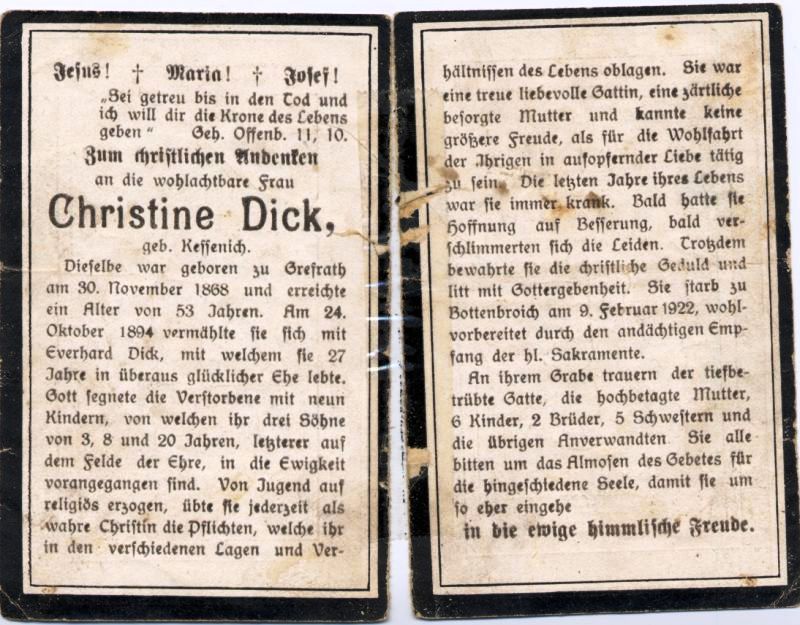 Jesus! † Maria! † Josef!
„Sei getreu bis in den Tod und
ich will dir die Krone des Lebens
geben“ Geh. Offenb. 11, 10.
Zum christlichen Andenken
an die wohlachtbare Frau
Christine Dick,
geb. Kessenich.
Dieselbe war geboren zu Grefrath
am 30. November 1868 und erreichte
ein Alter von 53 Jahren. Am 24.
Oktober 1894 vermählte sie sich mit
Everhard Dick, mit welchem sie 27
Jahre in überaus glücklicher Ehe lebte.
Gott segnete die Verstorbene mit neun
Kindern, von welchen ihr drei Söhne
von 3, 8 und 20 Jahren, letzterer auf
dem Felde der Ehre, in die Ewigkeit
vorangegangen sind. Von Jugend auf
religiös erzogen, übte sie jederzeit als
wahre Christin die Pflichten, welche ihr
in den verschiedenen Lagen und Ver-
hältnissen des Lebens oblagen. Sie war
eine treue liebevolle Gattin, eine zärtliche
besorgte Mutter und kannte keine
größere Freude, als für die Wohlfahrt
der Ihrigen in aufopfernder Liebe tätig
zu sein. Die letzten Jahre ihres Lebens
war sie immer krank. Bald hatte sie
Hoffnung auf Besserung, bald ver-
schlimmerten sich die Leiden. Trotzdem
bewahrte sie die christliche Geduld und
litt mit Gottergebenheit. Sie starb zu
Bottenbroich am 9. Februar 1922, wohl-
vorbereitet durch den andächtigen Emp-
fang der hl. Sakramente.
An ihrem Grabe trauern der tiefbe-
trübte Gatte, die hochbetagte Mutter,
6 Kinder, 2 Brüder, 5 Schwestern und
die übrigen Anverwandten Sie alle
bitten um das Almosen des Gebetes für
die hingeschiedene Seele, damit sie um
so eher eingehe
in die ewige himmlische Freude.